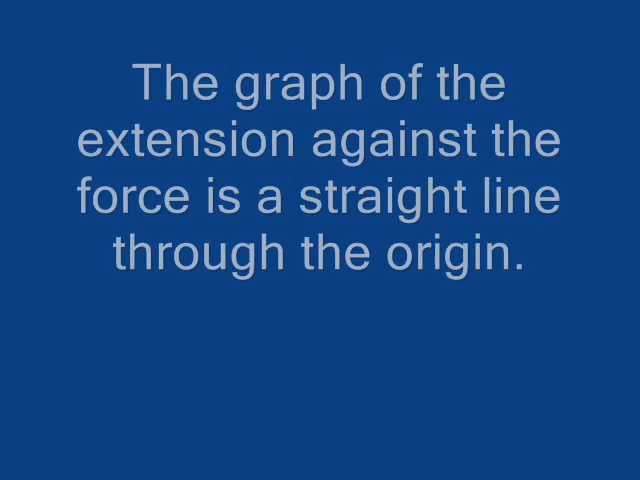 The graph of the
extension against the
force is a straight line
through the origin.